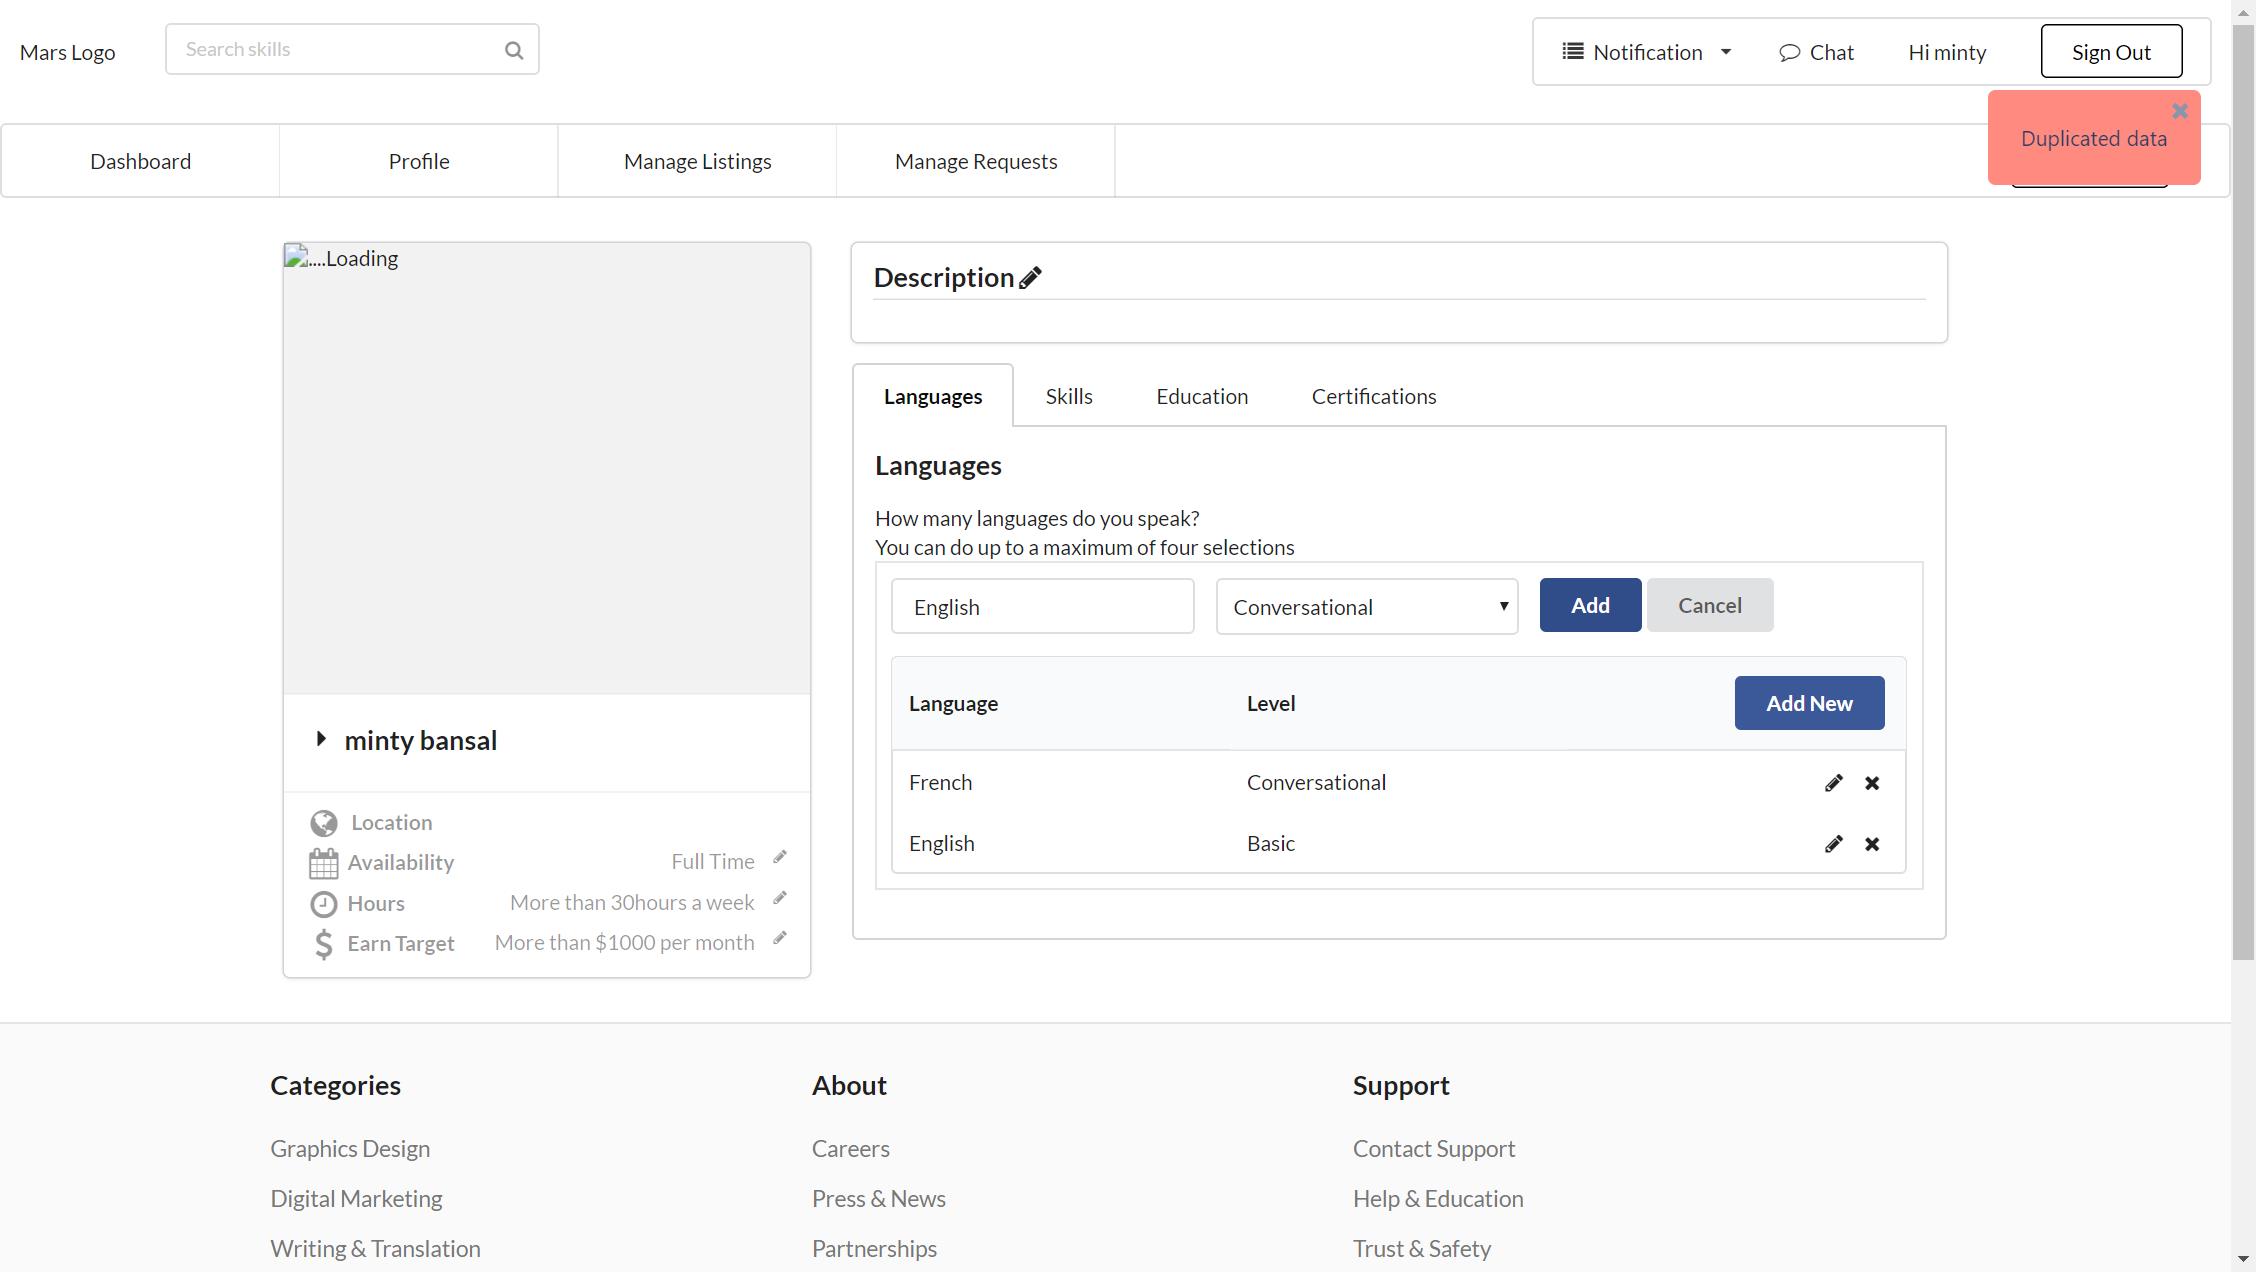 Mars Logo
Search skills
Notification
Chat
Hi minty
Sign Out
Duplicated data
Dashboard
Profile
Manage Listings
Manage Requests
....Loading
minty bansal
Location
Availability
Full Time
Hours
More than 30hours a week
Earn Target
More than $1000 per month
Description
Languages
Skills
Education
Certifications
Languages
How many languages do you speak?
You can do up to a maximum of four selections
English
Conversational
Add
Cancel
Language
Level
Add New
French
Conversational
English
Basic
Categories
Graphics Design
Digital Marketing
Writing & Translation
About
Careers
Press & News
Partnerships
Support
Contact Support
Help & Education
Trust & Safety